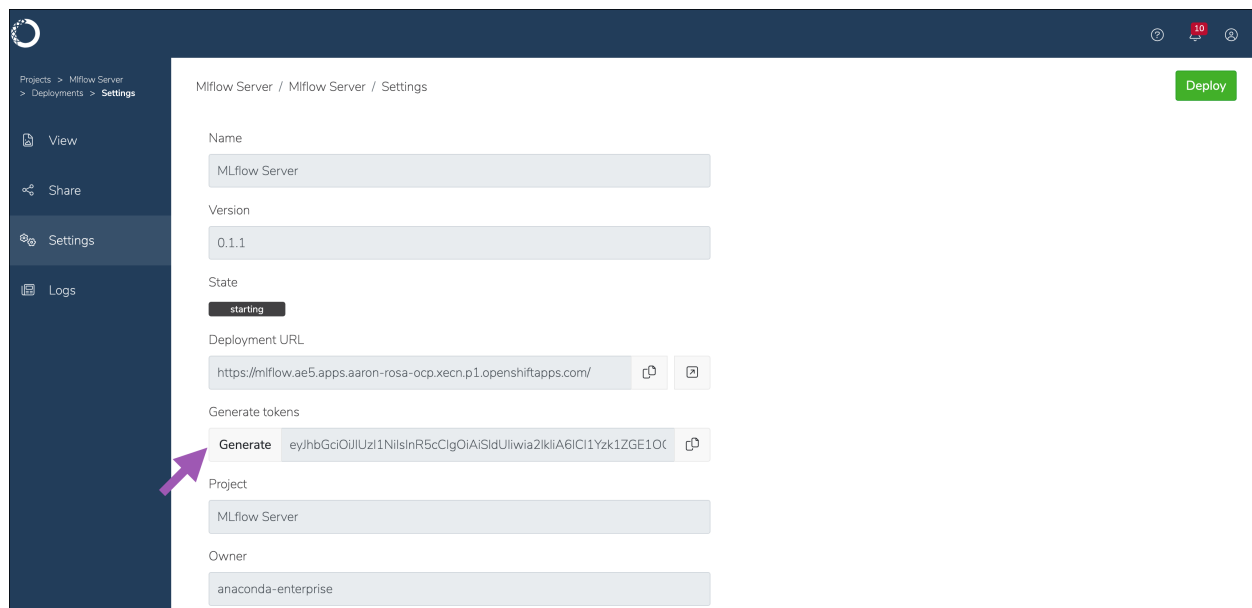 10
Projects > Mlflow Server
> Deployments > Settings
Mlflow Server / Mlflow Server / Settings
Deploy
View
Share
Settings
Logs
Name
MLflow Server
Version
0.1.1
State
starting
Deployment URL
https://mlflow.ae5.apps.aaron-rosa-ocp.xecn.p1.openshiftapps.com/
Generate tokens
Generate
Project
MLflow Server
Owner
anaconda-enterprise